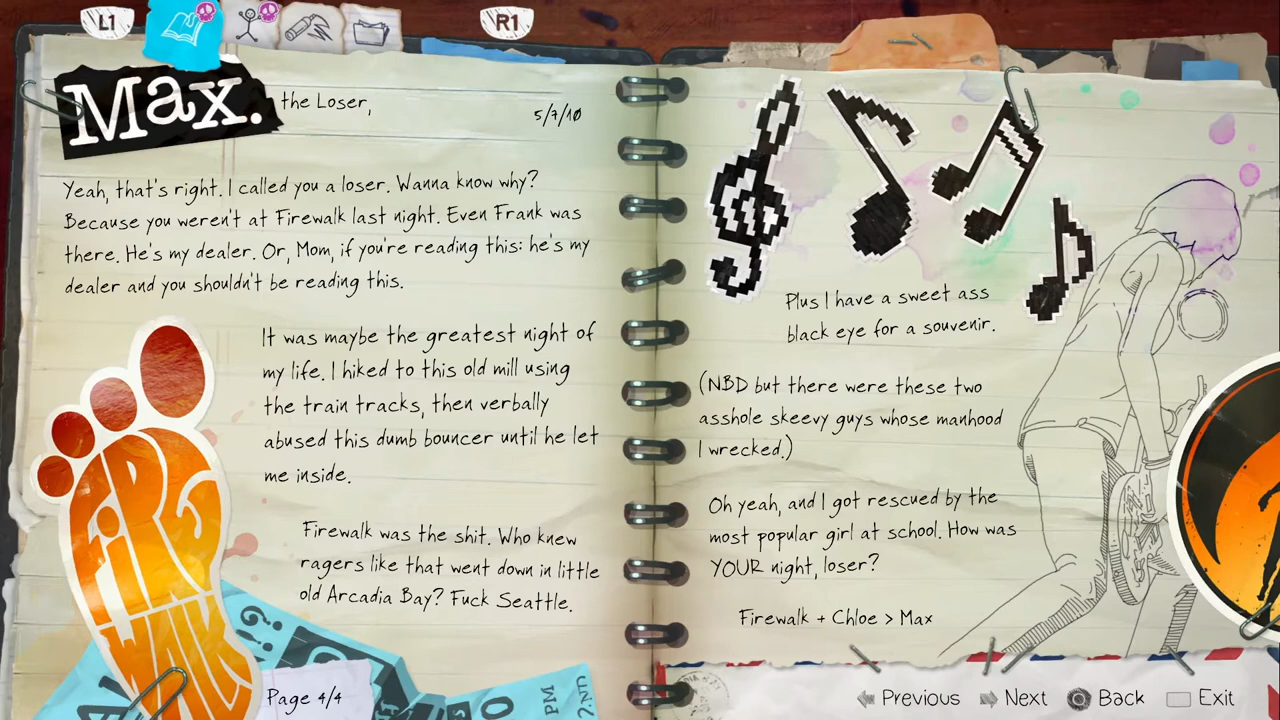 L1
R1
Max.
the Loser,
5/7/10
Yeah, that's right. I called you a loser. Wanna know why?
Because you weren't at Firewalk last night. Even Frank was
there. He's my dealer. Or, Mom, if you're reading this: he's my
dealer and you shouldn't be reading this.
It was maybe the greatest night of
my life. I hiked to this old mill using
the train tracks, then verbally
abused this dumb bouncer until he let
me inside.
Firewalk was the shit. Who knew
ragers like that went down in little
old Arcadia Bay? Fuck Seattle.
FIRE
WALK
PM
Page 4/4
Plus I have a sweet ass
black eye for a souvenir.
(NBD but there were these two
asshole skeevy guys whose manhood
I wrecked.)
Oh yeah, and I got rescued by the
most popular girl at school. How was
YOUR night, loser?
Firewalk + Chloe > Max
Previous
Next
Back
Exit